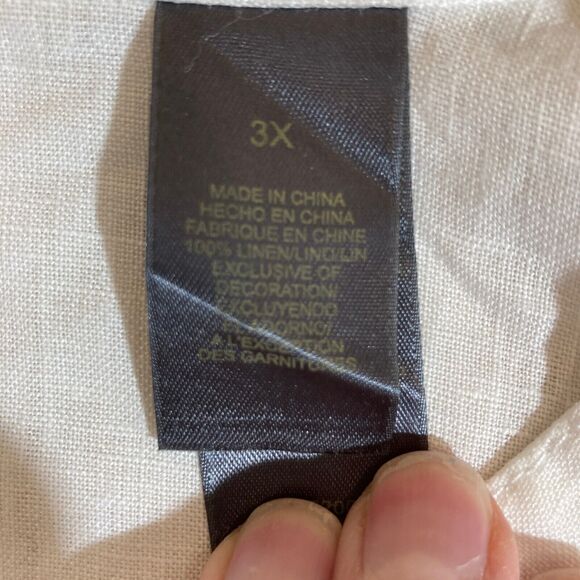 3X
MADE IN CHINA
HECHO EN CHINA
FABRIQUE EN CHINE
100% LINEN/LINO/LIN
EXCLUSIVE OF
DECORATION/
EXCLUYENDO
EL ADORNO/
A L'EXCEPTION
DES GARNITURES